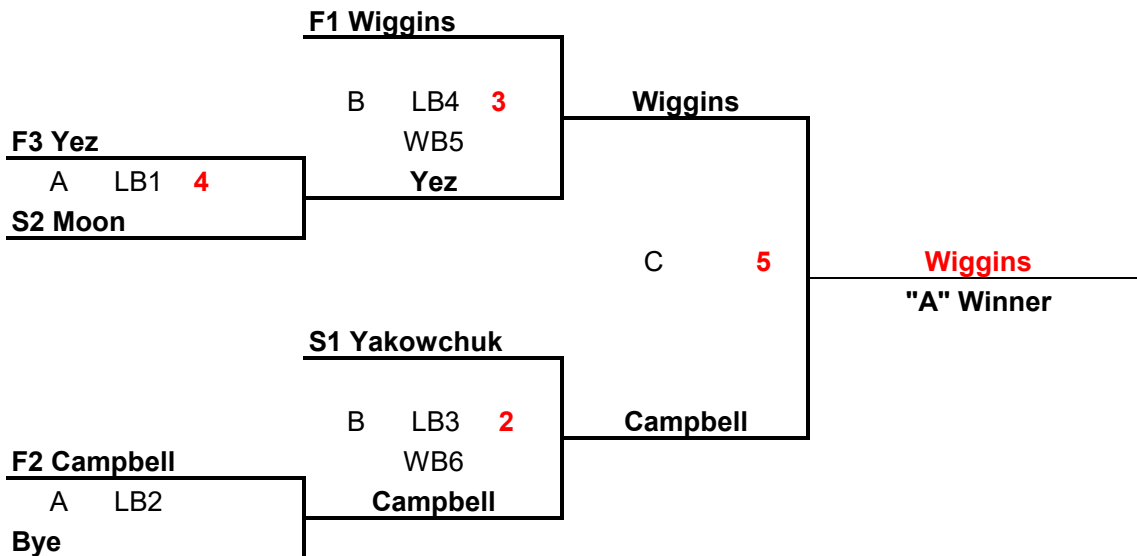 F1 Wiggins
B LB4 3
Wiggins
F3 Yez
WB5
A LB1 4
Yez
S2 Moon
C 5
Wiggins
"A" Winner
S1 Yakowchuk
B LB3 2
Campbell
F2 Campbell
WB6
A LB2
Campbell
Bye